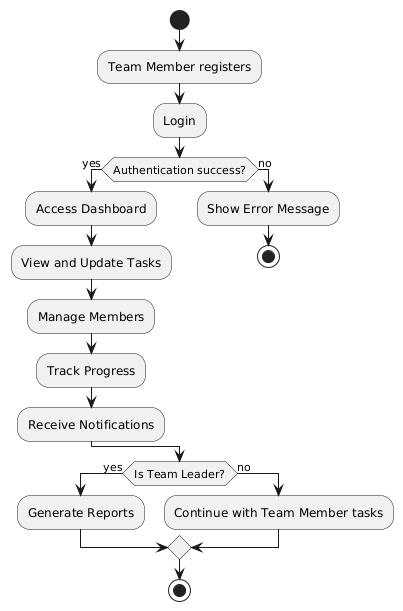 Team Member registers
Login
Authentication success?
yes
no
Access Dashboard
Show Error Message
View and Update Tasks
Manage Members
Track Progress
Receive Notifications
Is Team Leader?
yes
no
Generate Reports
Continue with Team Member tasks